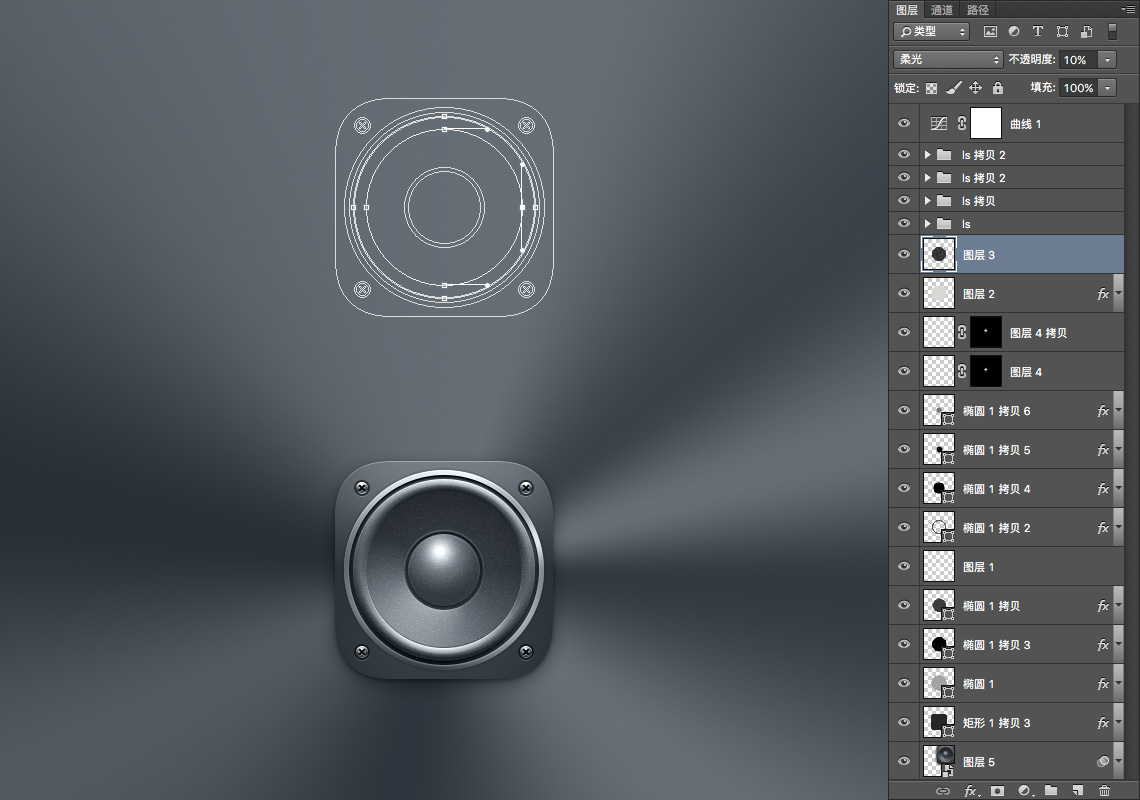 图层 通道 路径
类型
柔光 不透明度: 10%
锁定: 填充: 100%
曲线 1
ls 拷贝 2
ls 拷贝 2
ls 拷贝
ls
图层 3
图层 2 fx
图层 4 拷贝
图层 4
椭圆 1 拷贝 6 fx
椭圆 1 拷贝 5 fx
椭圆 1 拷贝 4 fx
椭圆 1 拷贝 2 fx
图层 1
椭圆 1 拷贝 fx
椭圆 1 拷贝 3 fx
椭圆 1 fx
矩形 1 拷贝 3 fx
图层 5
fx